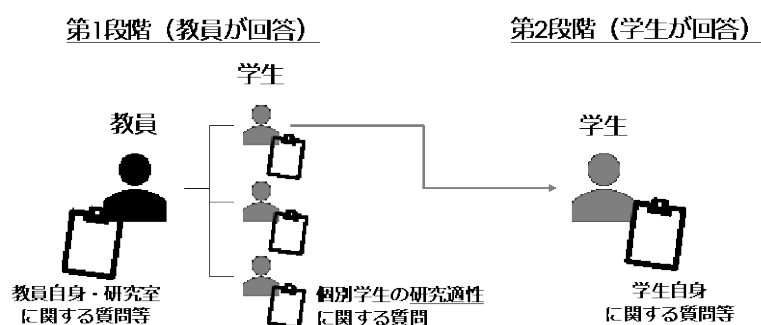 第1段階（教員が回答）
第2段階（学生が回答）
学生
教員
学生
教員自身・研究室
に関する質問等
個別学生の研究適性
に関する質問
学生自身
に関する質問等